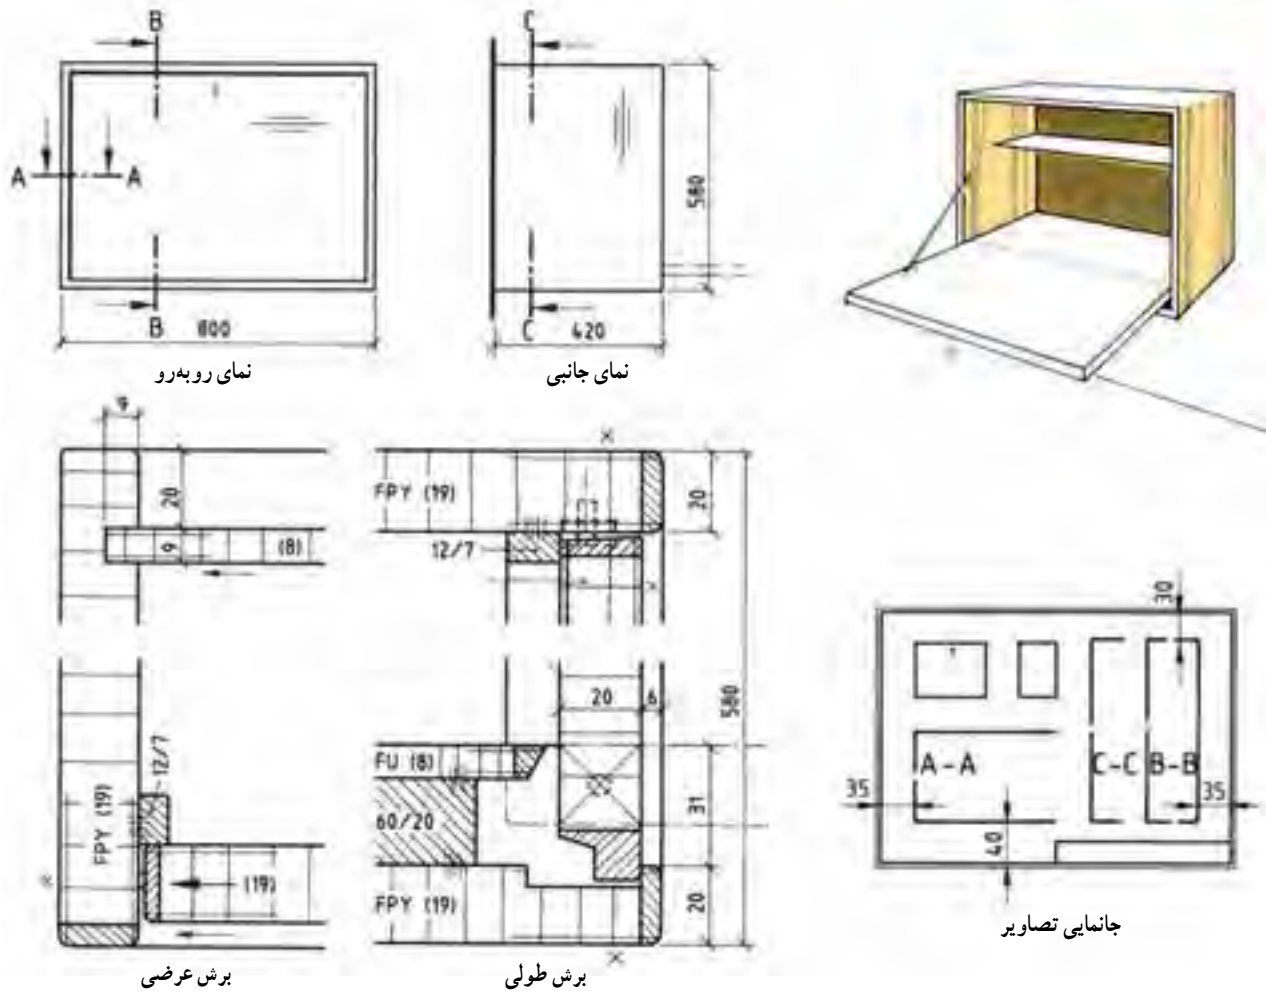 B
C
A
A
580
B
800
C
420
نمای روبه‌رو
نمای جانبی
20
9
(8)
FPY (19)
12/7
20
580
20
6
12/7
FPY (19)
(19)
FU (8)
60/20
31
FPY (19)
20
برش عرضی
برش طولی
30
A-A
C-C
B-B
35
35
40
جانمایی تصاویر